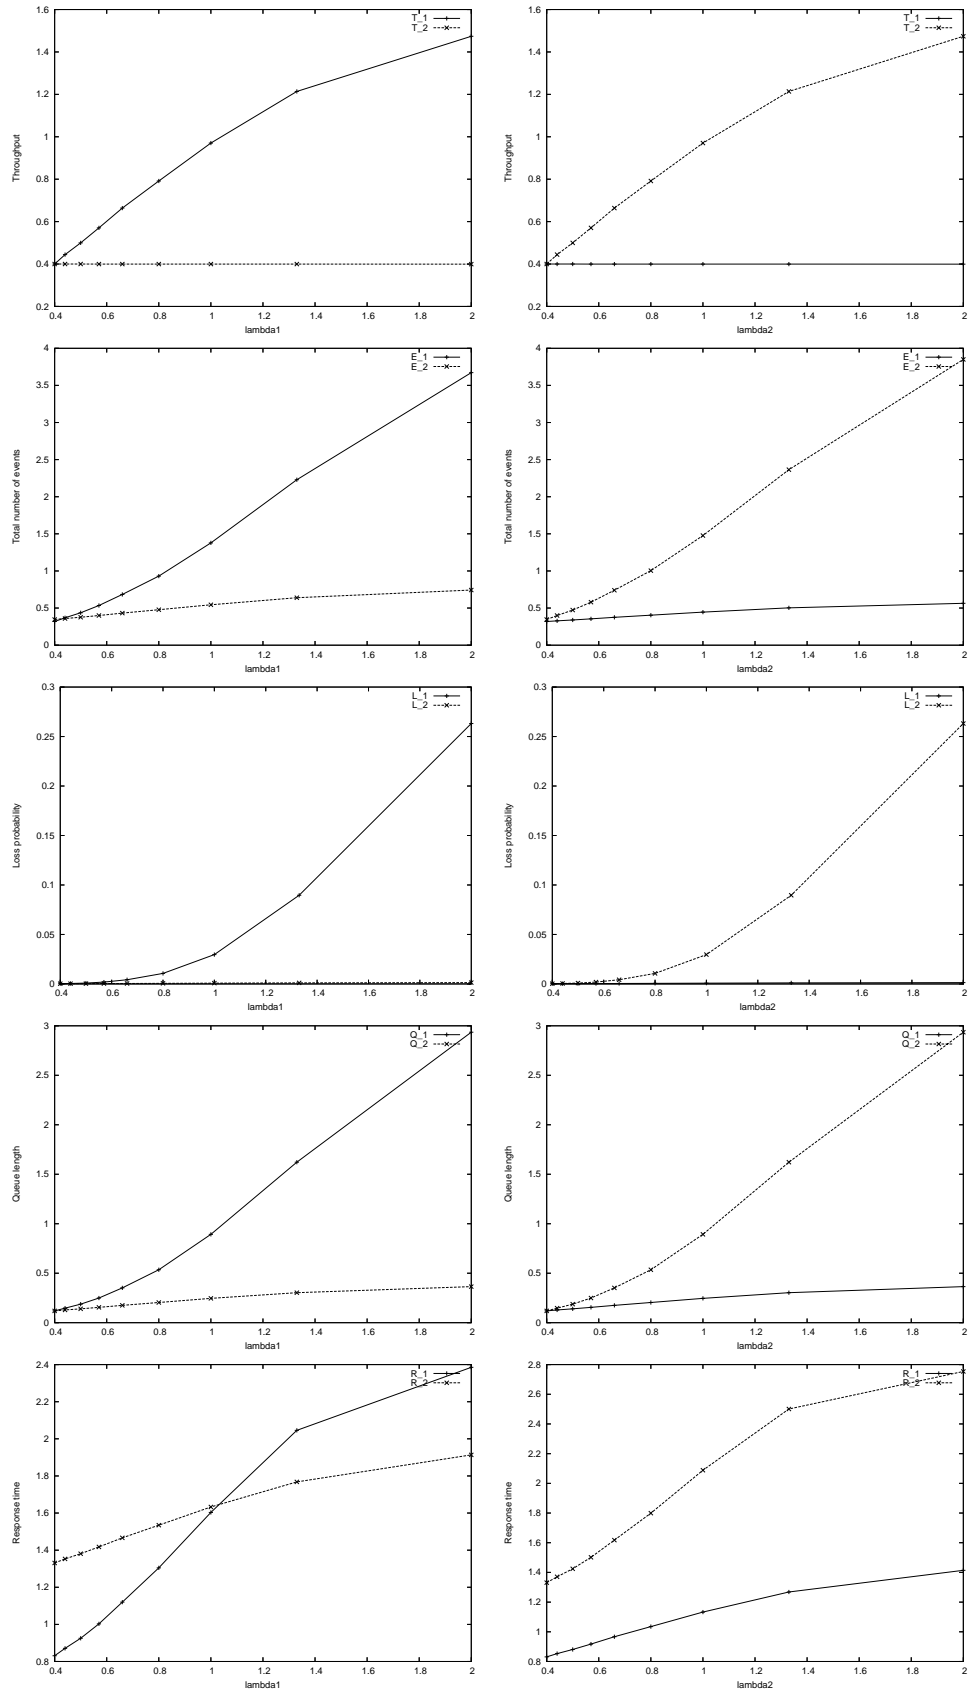 T_1
T_2
Throughput
1.6
1.4
1.2
1
0.8
0.6
0.4
0.2
0.4 0.6 0.8 1 1.2 1.4 1.6 1.8 2
lambda1
T_1
T_2
Throughput
1.6
1.4
1.2
1
0.8
0.6
0.4
0.2
0.4 0.6 0.8 1 1.2 1.4 1.6 1.8 2
lambda2
E_1
E_2
Total number of events
4
3.5
3
2.5
2
1.5
1
0.5
0
0.4 0.6 0.8 1 1.2 1.4 1.6 1.8 2
lambda1
E_1
E_2
Total number of events
4
3.5
3
2.5
2
1.5
1
0.5
0
0.4 0.6 0.8 1 1.2 1.4 1.6 1.8 2
lambda2
L_1
L_2
Loss probability
0.3
0.25
0.2
0.15
0.1
0.05
0
0.4 0.6 0.8 1 1.2 1.4 1.6 1.8 2
lambda1
L_1
L_2
Loss probability
0.3
0.25
0.2
0.15
0.1
0.05
0
0.4 0.6 0.8 1 1.2 1.4 1.6 1.8 2
lambda2
Q_1
Q_2
Queue length
3
2.5
2
1.5
1
0.5
0
0.4 0.6 0.8 1 1.2 1.4 1.6 1.8 2
lambda1
Q_1
Q_2
Queue length
3
2.5
2
1.5
1
0.5
0
0.4 0.6 0.8 1 1.2 1.4 1.6 1.8 2
lambda2
R_1
R_2
Response time
2.4
2.2
2
1.8
1.6
1.4
1.2
1
0.8
0.4 0.6 0.8 1 1.2 1.4 1.6 1.8 2
lambda1
R_1
R_2
Response time
2.8
2.6
2.4
2.2
2
1.8
1.6
1.4
1.2
1
0.8
0.4 0.6 0.8 1 1.2 1.4 1.6 1.8 2
lambda2